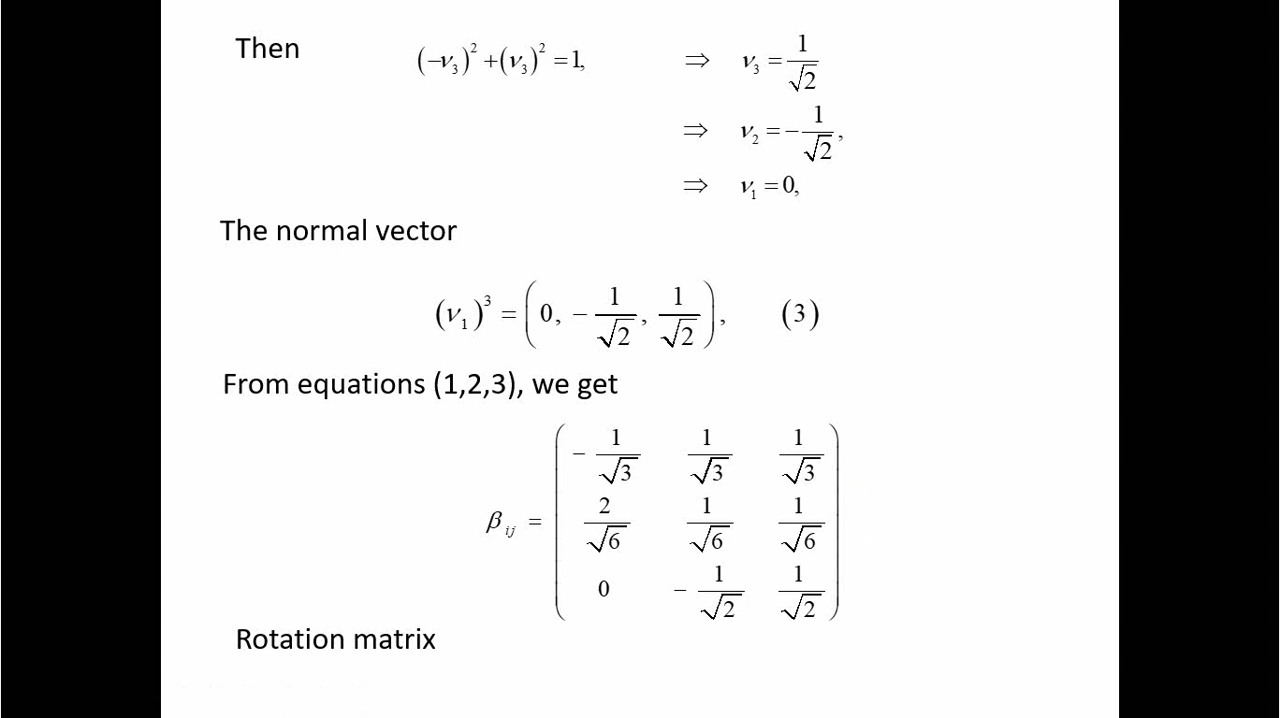 Then (−ν₃)² + (ν₃)² = 1, ⇒ ν₃ = 1/√2
⇒ ν₂ = −1/√2,
⇒ ν₁ = 0,
The normal vector
(ν₁)³ = (0, −1/√2, 1/√2), (3)
From equations (1,2,3), we get
β_ij = ( −1/√3 1/√3 1/√3
2/√6 1/√6 1/√6
0 −1/√2 1/√2 )
Rotation matrix